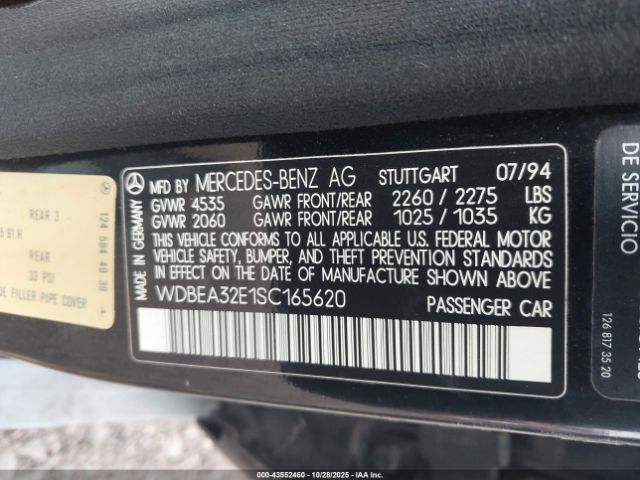 MFD BY MERCEDES-BENZ AG STUTTGART 07/94
GVWR 4535 GAWR FRONT/REAR 2260 / 2275 LBS
GVWR 2060 GAWR FRONT/REAR 1025 / 1035 KG
THIS VEHICLE CONFORMS TO ALL APPLICABLE U.S. FEDERAL MOTOR
VEHICLE SAFETY, BUMPER, AND THEFT PREVENTION STANDARDS
IN EFFECT ON THE DATE OF MANUFACTURE SHOWN ABOVE
WDBEA32E1SC165620 PASSENGER CAR
MADE IN GERMANY
REAR 3
REAR
33 PSI
DE FILLER PIPE COVER
124 584 49 39
DE SERVICIO
126 817 35 20
000-43552460 - 10/28/2025 - IAAI.COM